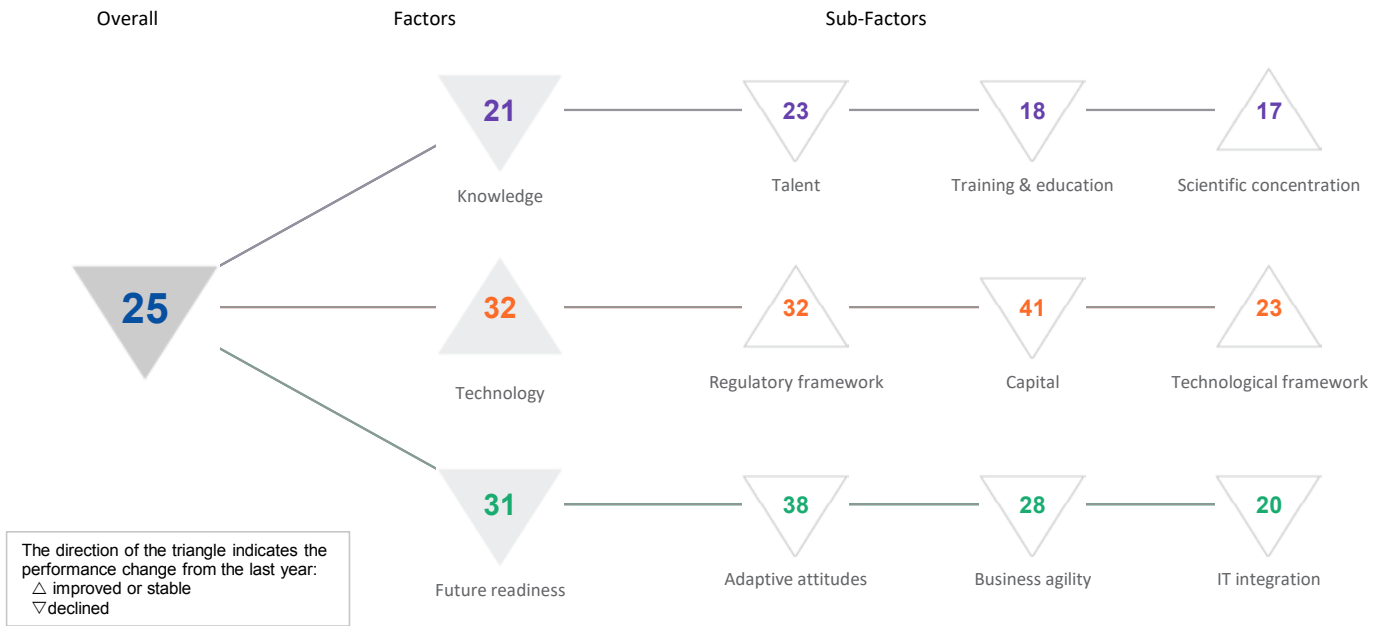 Overall
Factors
Sub-Factors
21
23
18
17
Knowledge
Talent
Training & education
Scientific concentration
25
32
32
41
23
Technology
Regulatory framework
Capital
Technological framework
31
38
28
20
Future readiness
Adaptive attitudes
Business agility
IT integration
The direction of the triangle indicates the
performance change from the last year:
△ improved or stable
▽declined